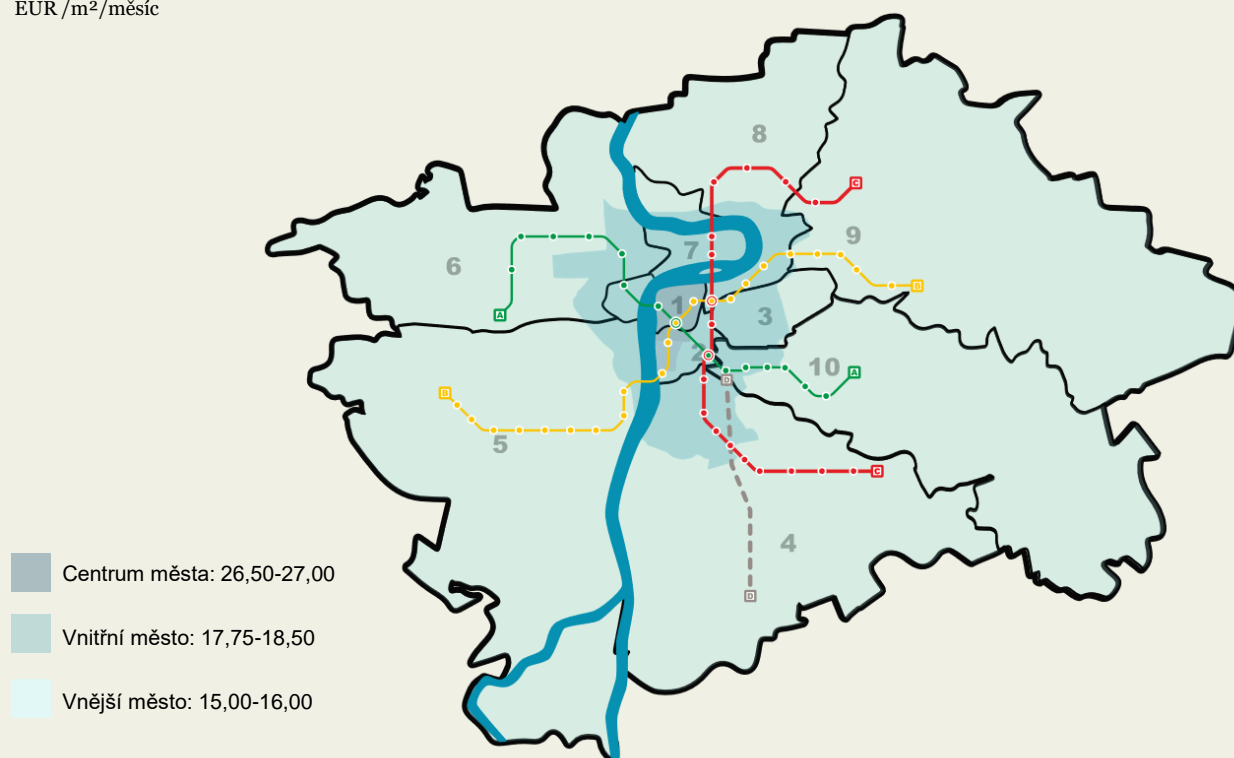 EUR/m²/měsíc
8
C
9
6
7
B
A
1
3
2
10
A
D
B
5
C
4
D
Centrum města: 26,50-27,00
Vnitřní město: 17,75-18,50
Vnější město: 15,00-16,00